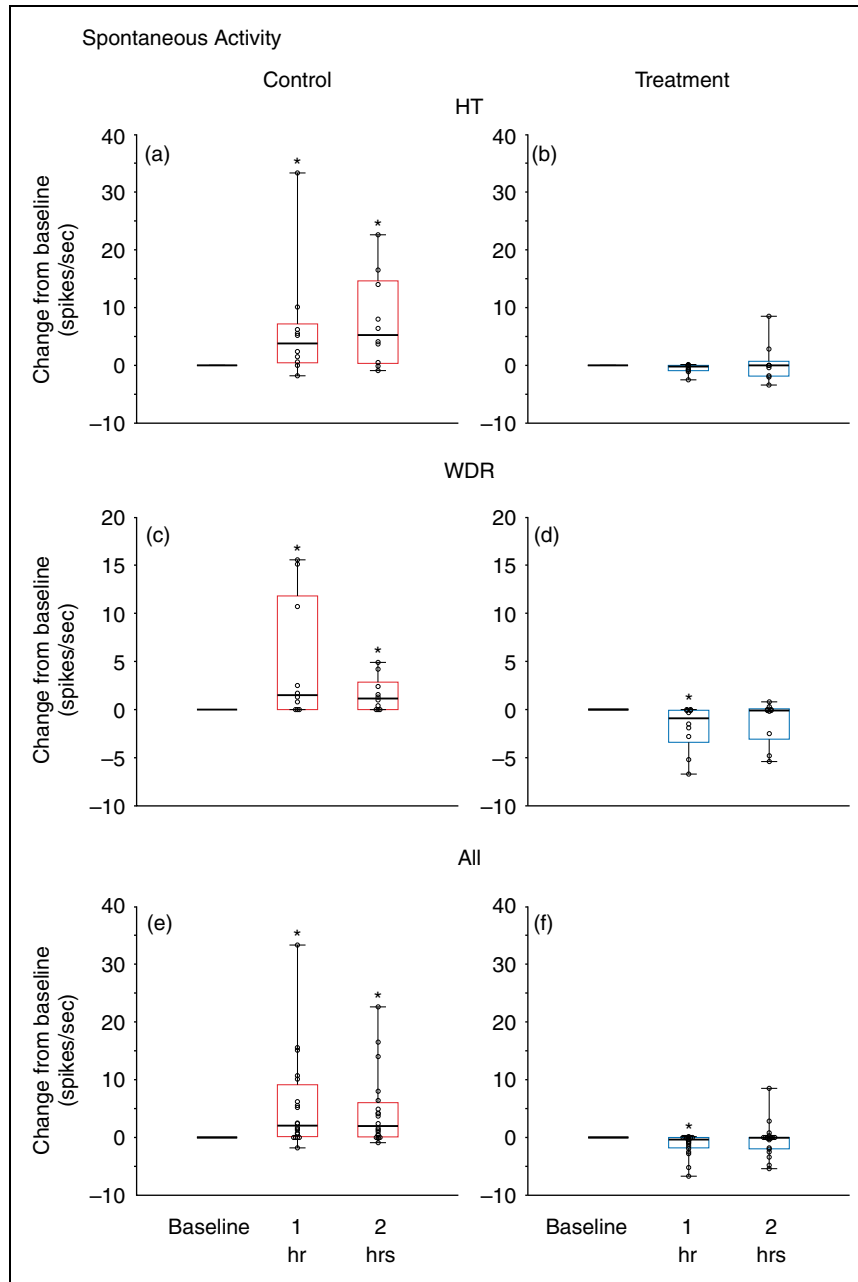 Spontaneous Activity
Control
Treatment
HT
Change from baseline
(spikes/sec)
(a)
40
30
20
10
0
–10
*
*
(b)
40
30
20
10
0
–10
WDR
Change from baseline
(spikes/sec)
(c)
20
15
10
5
0
–5
–10
*
*
(d)
20
15
10
5
0
–5
–10
*
All
Change from baseline
(spikes/sec)
(e)
40
30
20
10
0
–10
*
*
(f)
40
30
20
10
0
–10
*
Baseline
1
hr
2
hrs
Baseline
1
hr
2
hrs